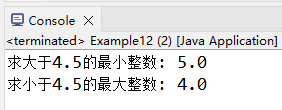 Console
<terminated> Example12 (2) [Java Application]
求大于4.5的最小整数: 5.0
求小于4.5的最大整数: 4.0